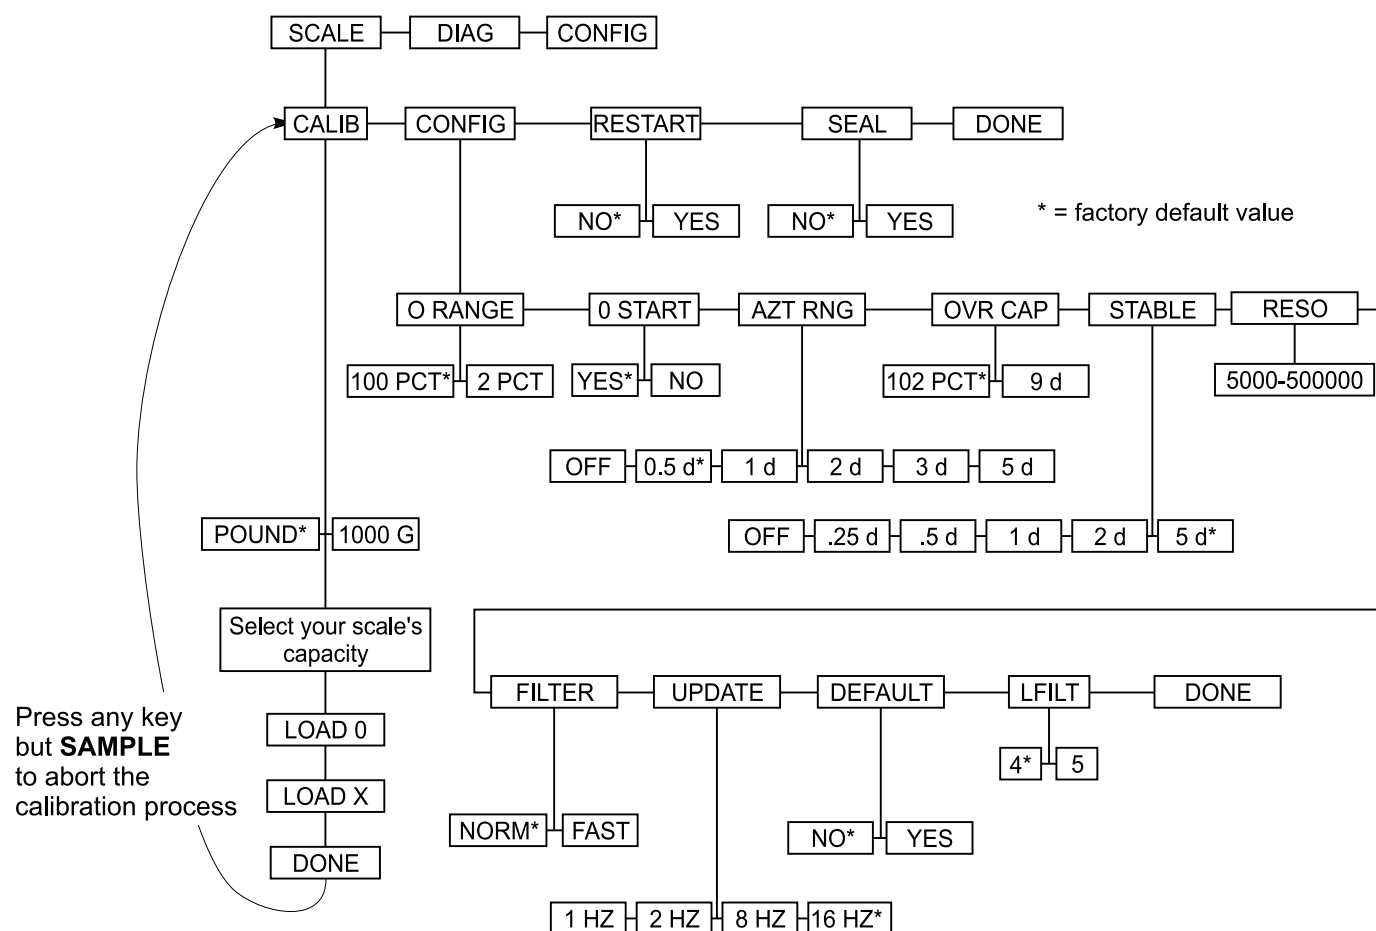 SCALE DIAG CONFIG
CALIB CONFIG RESTART SEAL DONE
NO* YES NO* YES
* = factory default value
O RANGE 0 START AZT RNG OVR CAP STABLE RESO
100 PCT* 2 PCT YES* NO 102 PCT* 9 d 5000-500000
OFF 0.5 d* 1 d 2 d 3 d 5 d
POUND* 1000 G
OFF .25 d .5 d 1 d 2 d 5 d*
Select your scale's
capacity
FILTER UPDATE DEFAULT LFILT DONE
Press any key
but SAMPLE
to abort the
calibration process
LOAD 0
LOAD X
DONE
4* 5
NORM* FAST
NO* YES
1 HZ 2 HZ 8 HZ 16 HZ*